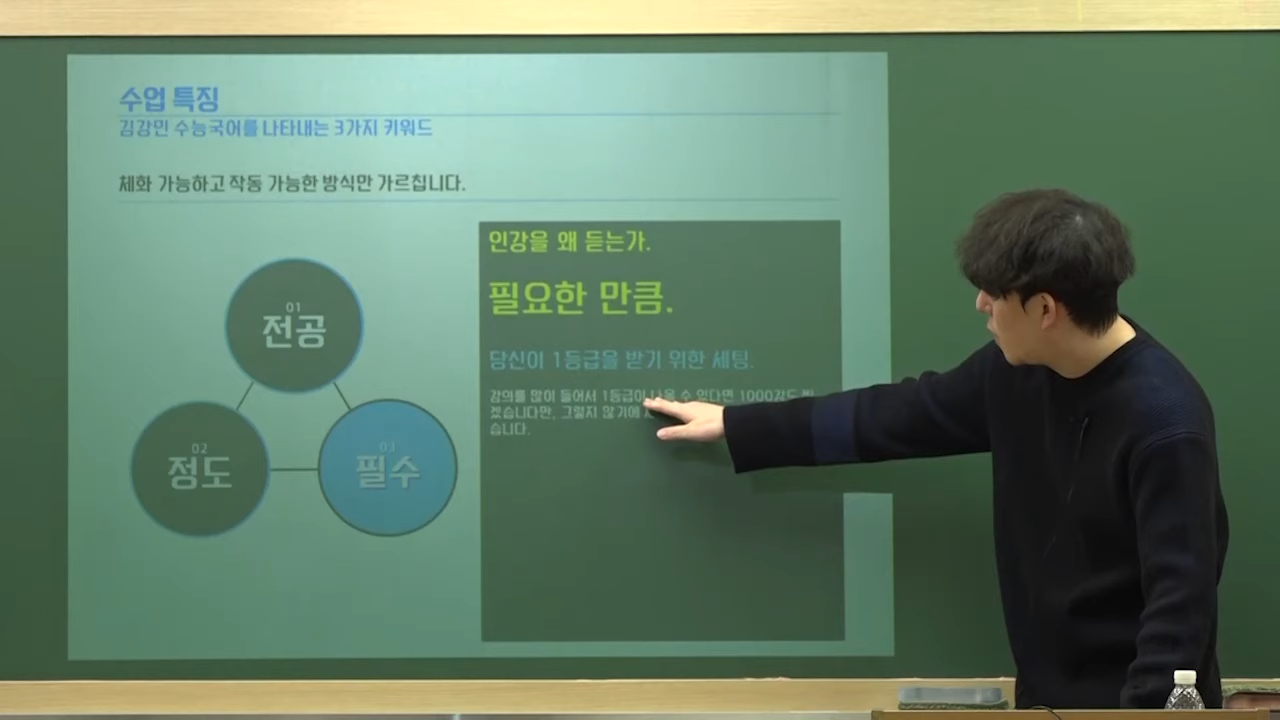 수업 특징
김강민 수능국어를 나타내는 3가지 키워드
체화 가능하고 작동 가능한 방식만 가르칩니다.
01
전공
02
정도
03
필수
인강을 왜 듣는가.
필요한 만큼.
당신이 1등급을 받기 위한 세팅.
강의를 많이 들어서 1등급이 나올 수 있다면 1000강도 찍
겠습니다만, 그렇지 않기에
습니다.